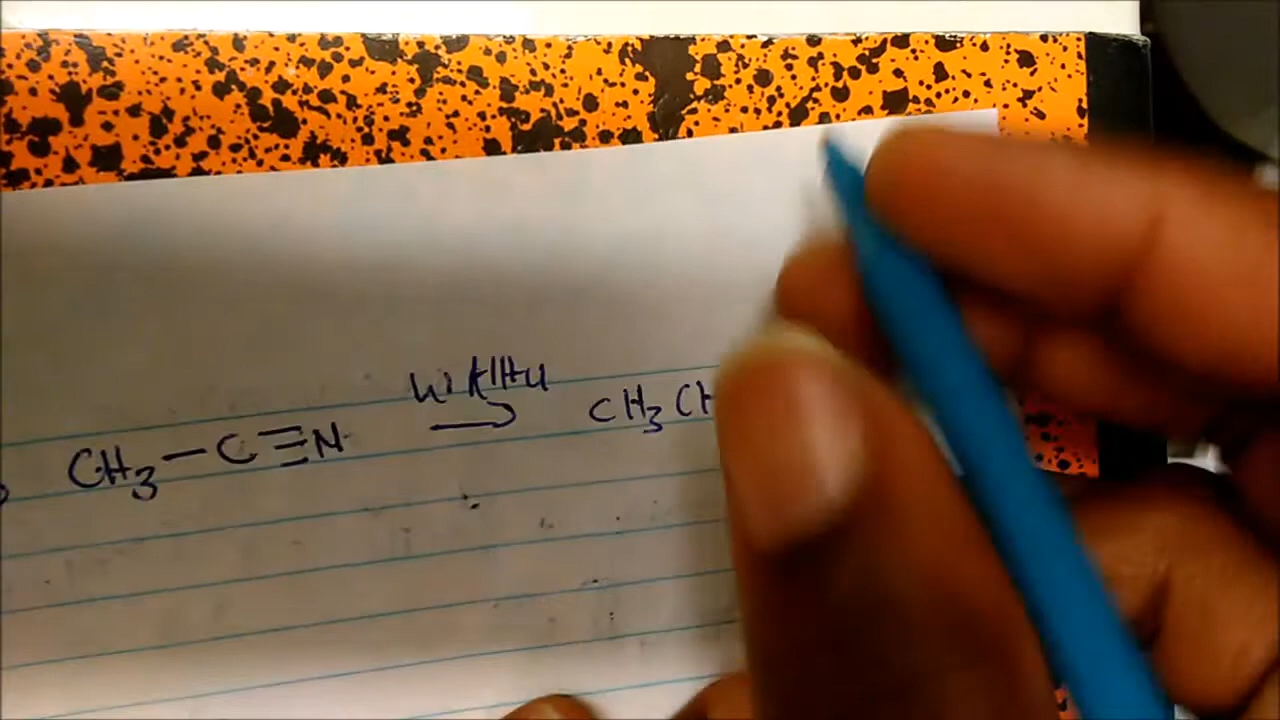 LiAlH4
CH3 — C ≡ N → CH3CH